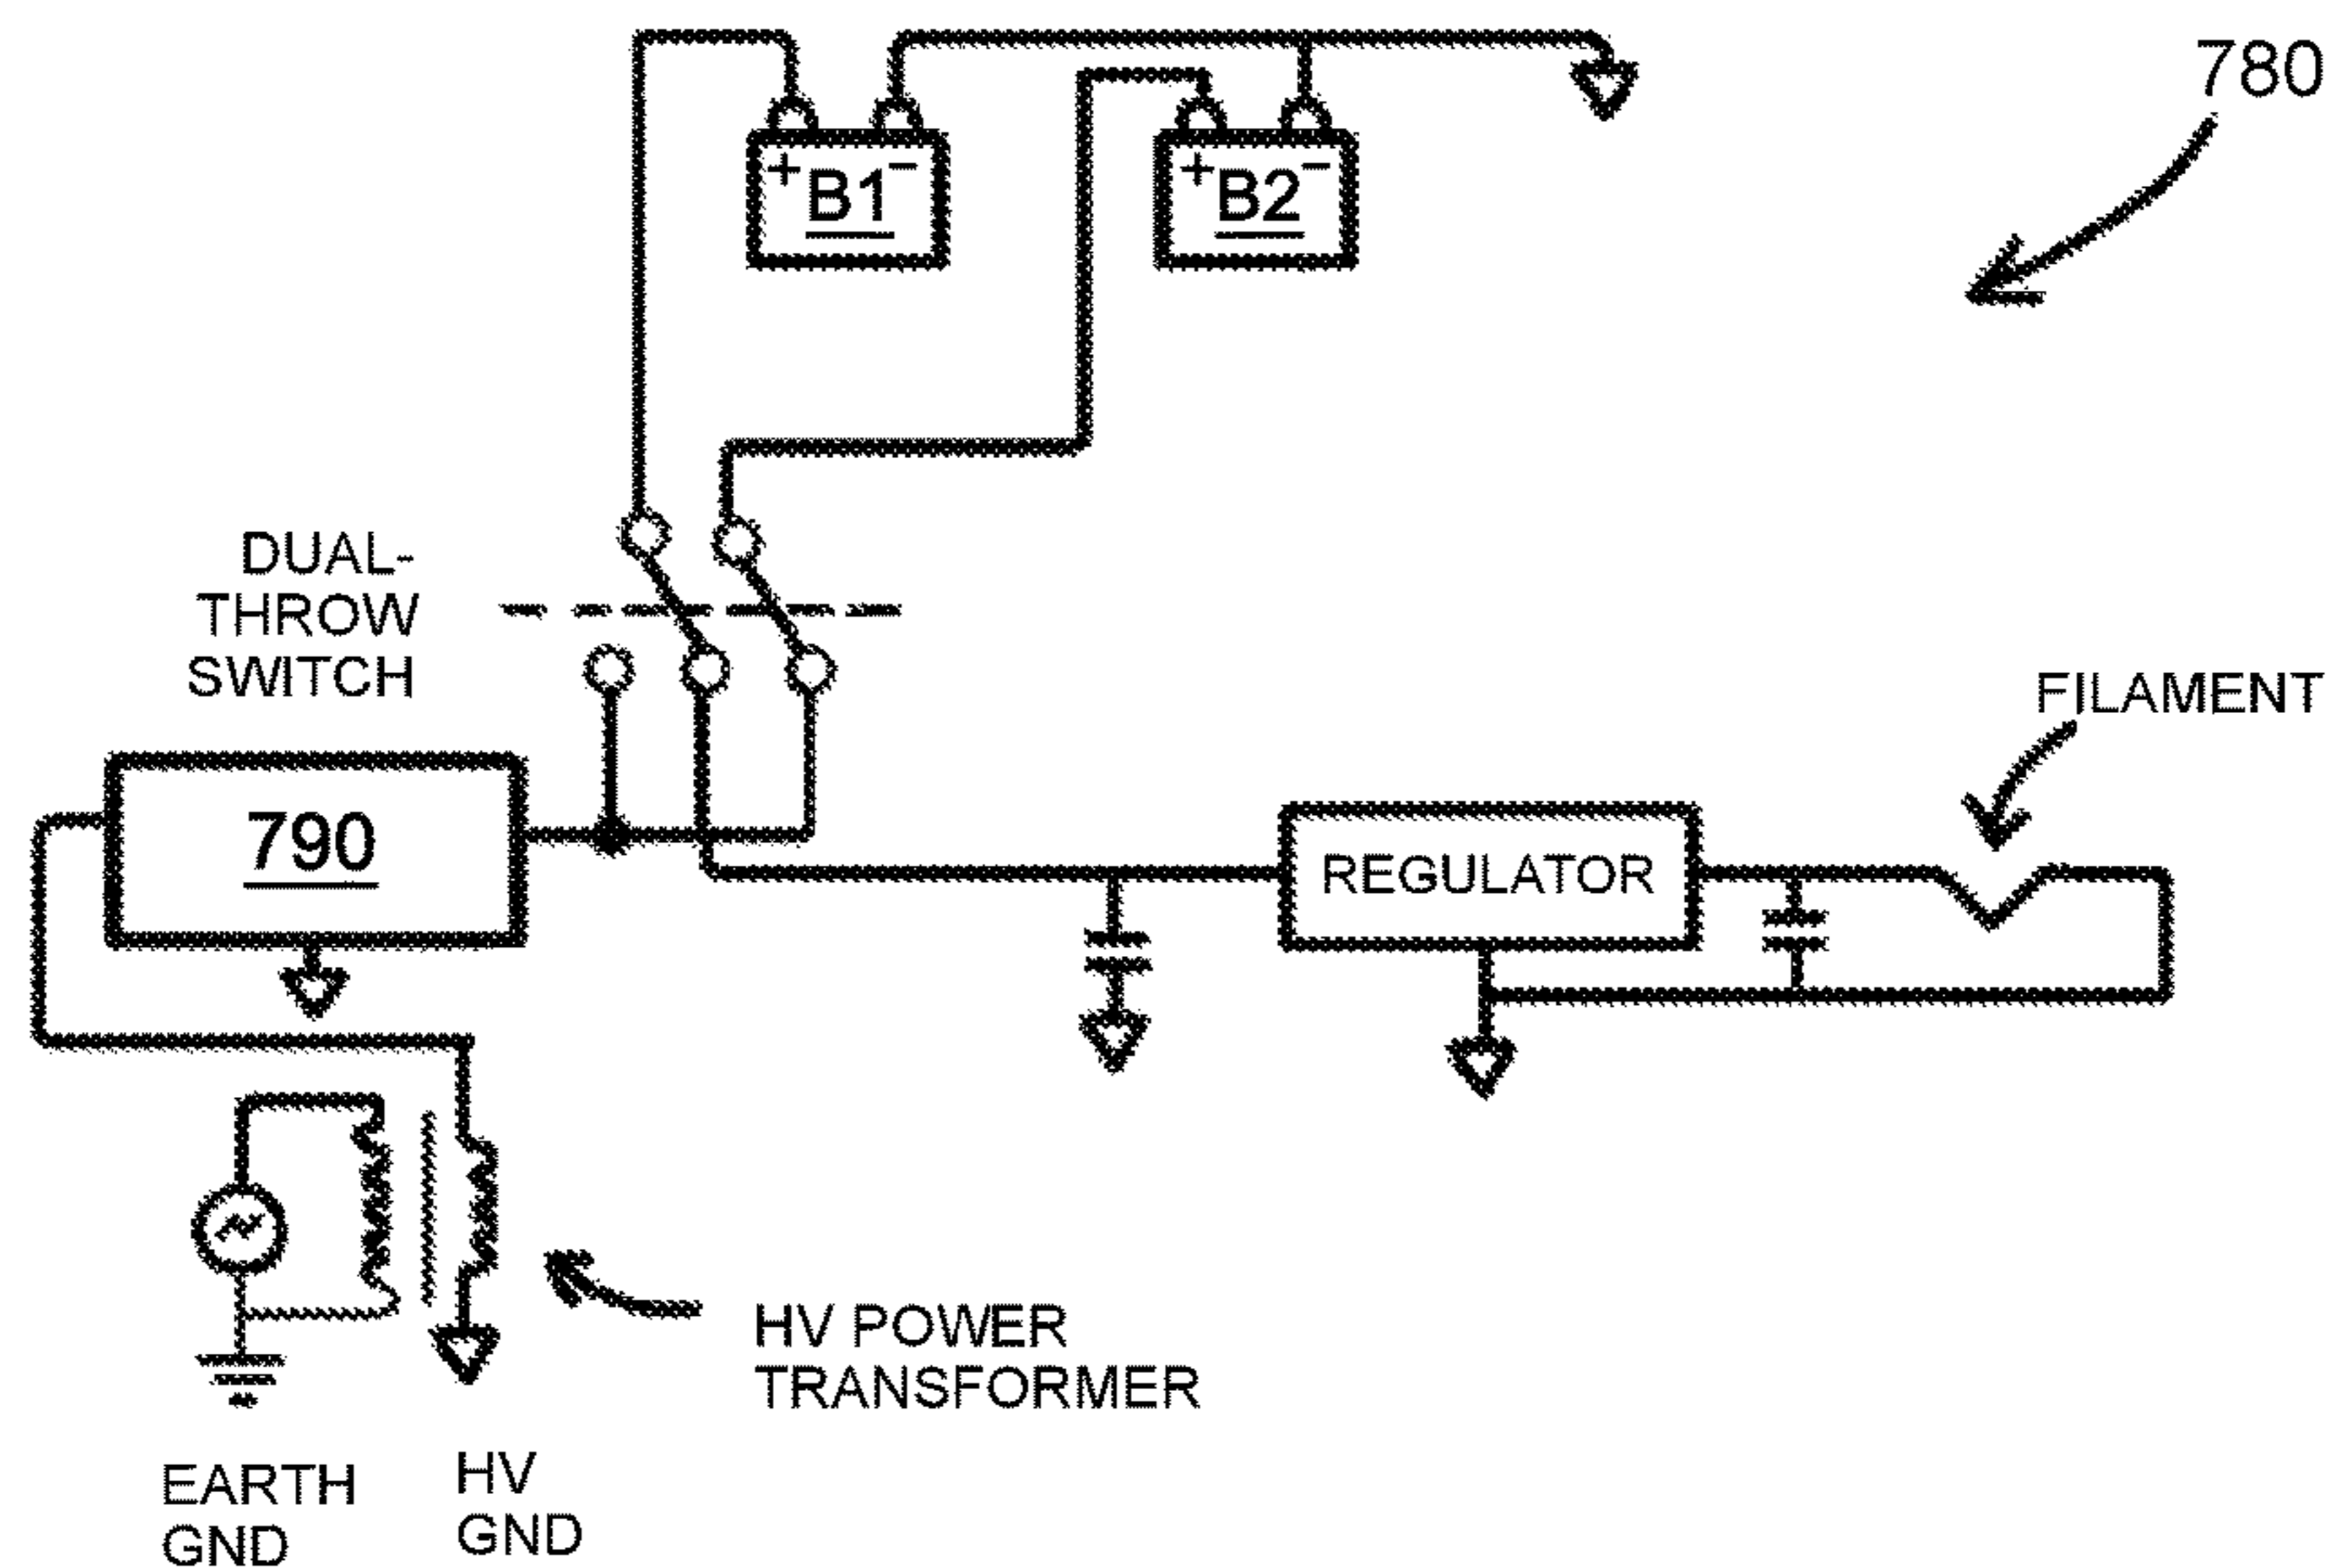 780
+ B1 -
+ B2 -
DUAL-
THROW
SWITCH
FILAMENT
790
REGULATOR
HV POWER
TRANSFORMER
EARTH
GND
HV
GND